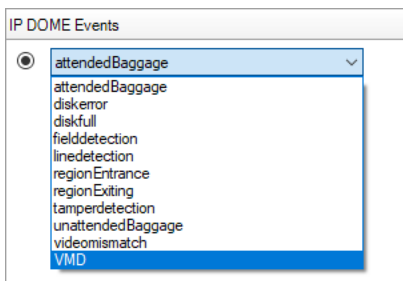 IP DOME Events
attendedBaggage
attendedBaggage
diskerror
diskfull
fielddetection
linedetection
regionEntrance
regionExiting
tamperdetection
unattendedBaggage
videomismatch
VMD